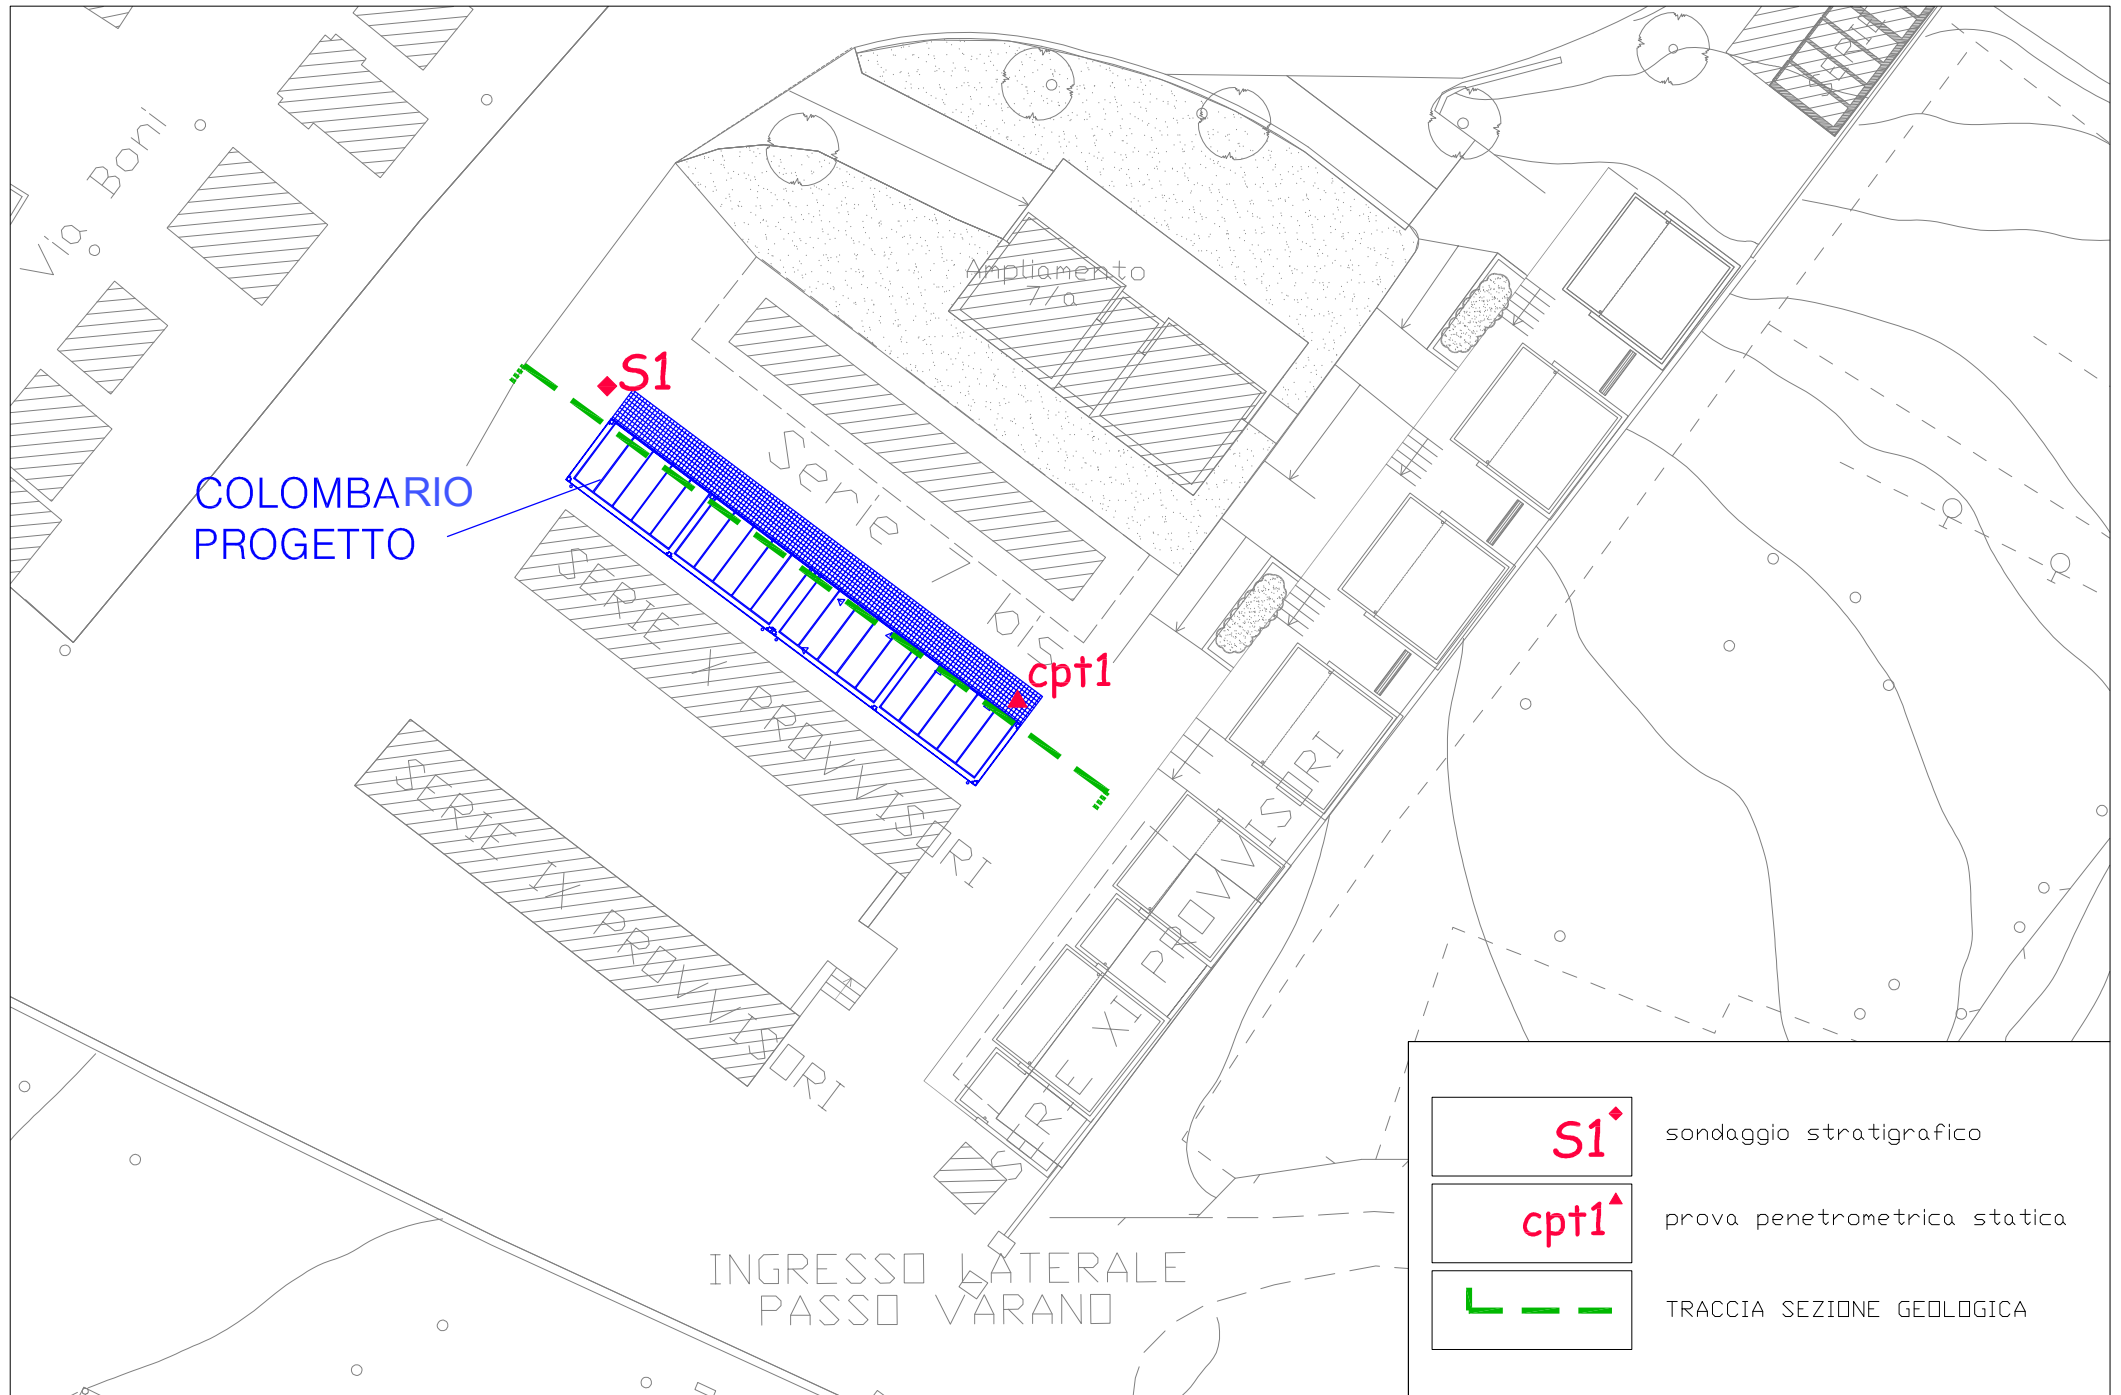 Via Boni
Ampliamento
7/a
S1
Serie 7 bis
COLOMBARIO
PROGETTO
SERIE X PROVVISORI
cpt1
SERIE IX PROVVISORI
SERIE XI PROVVISORI
INGRESSO LATERALE
PASSO VARANO
S1
sondaggio stratigrafico
cpt1
prova penetrometrica statica
TRACCIA SEZIONE GEOLOGICA